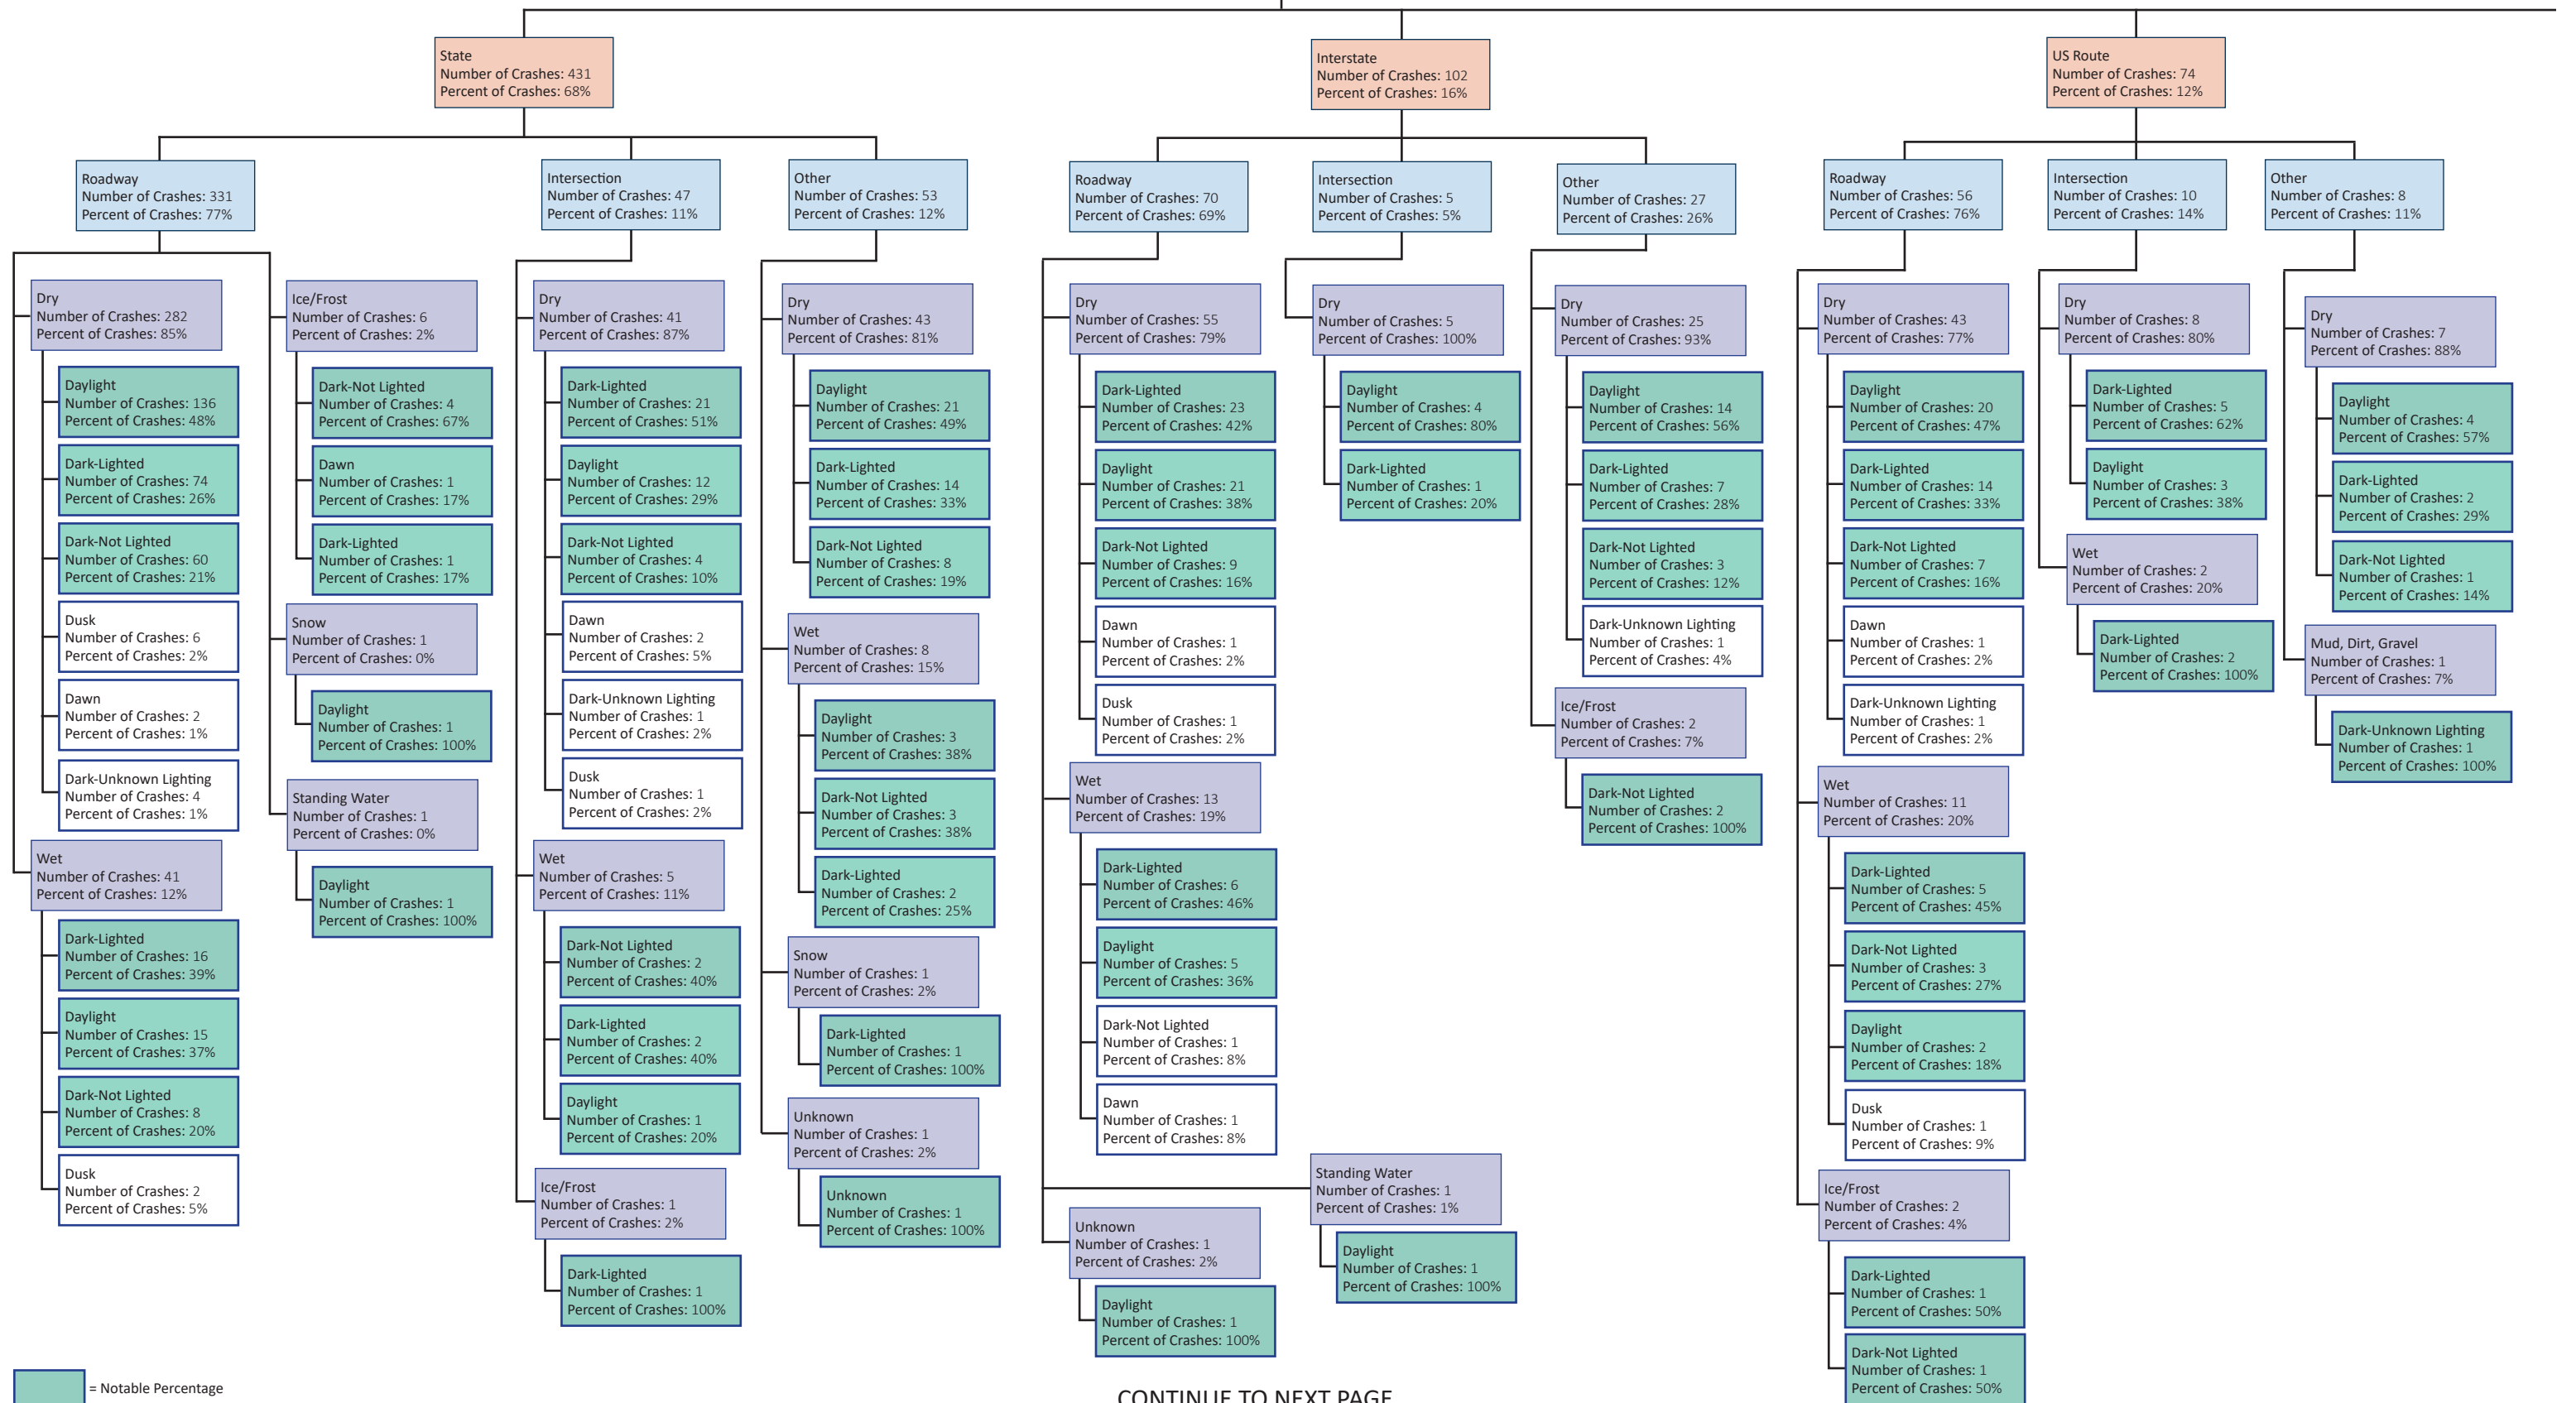 State
Number of Crashes: 431
Percent of Crashes: 68%
Roadway
Number of Crashes: 331
Percent of Crashes: 77%
Dry
Number of Crashes: 282
Percent of Crashes: 85%
Daylight
Number of Crashes: 136
Percent of Crashes: 48%
Dark-Lighted
Number of Crashes: 74
Percent of Crashes: 26%
Dark-Not Lighted
Number of Crashes: 60
Percent of Crashes: 21%
Dusk
Number of Crashes: 6
Percent of Crashes: 2%
Dawn
Number of Crashes: 2
Percent of Crashes: 1%
Dark-Unknown Lighting
Number of Crashes: 4
Percent of Crashes: 1%
Wet
Number of Crashes: 41
Percent of Crashes: 12%
Dark-Lighted
Number of Crashes: 16
Percent of Crashes: 39%
Daylight
Number of Crashes: 15
Percent of Crashes: 37%
Dark-Not Lighted
Number of Crashes: 8
Percent of Crashes: 20%
Dusk
Number of Crashes: 2
Percent of Crashes: 5%
Ice/Frost
Number of Crashes: 6
Percent of Crashes: 2%
Dark-Not Lighted
Number of Crashes: 4
Percent of Crashes: 67%
Dawn
Number of Crashes: 1
Percent of Crashes: 17%
Dark-Lighted
Number of Crashes: 1
Percent of Crashes: 17%
Snow
Number of Crashes: 1
Percent of Crashes: 0%
Daylight
Number of Crashes: 1
Percent of Crashes: 100%
Standing Water
Number of Crashes: 1
Percent of Crashes: 0%
Daylight
Number of Crashes: 1
Percent of Crashes: 100%
Intersection
Number of Crashes: 47
Percent of Crashes: 11%
Dry
Number of Crashes: 41
Percent of Crashes: 87%
Dark-Lighted
Number of Crashes: 21
Percent of Crashes: 51%
Daylight
Number of Crashes: 12
Percent of Crashes: 29%
Dark-Not Lighted
Number of Crashes: 4
Percent of Crashes: 10%
Dawn
Number of Crashes: 2
Percent of Crashes: 5%
Dark-Unknown Lighting
Number of Crashes: 1
Percent of Crashes: 2%
Dusk
Number of Crashes: 1
Percent of Crashes: 2%
Wet
Number of Crashes: 5
Percent of Crashes: 11%
Dark-Not Lighted
Number of Crashes: 2
Percent of Crashes: 40%
Dark-Lighted
Number of Crashes: 2
Percent of Crashes: 40%
Daylight
Number of Crashes: 1
Percent of Crashes: 20%
Ice/Frost
Number of Crashes: 1
Percent of Crashes: 2%
Dark-Lighted
Number of Crashes: 1
Percent of Crashes: 100%
Other
Number of Crashes: 53
Percent of Crashes: 12%
Dry
Number of Crashes: 43
Percent of Crashes: 81%
Daylight
Number of Crashes: 21
Percent of Crashes: 49%
Dark-Lighted
Number of Crashes: 14
Percent of Crashes: 33%
Dark-Not Lighted
Number of Crashes: 8
Percent of Crashes: 19%
Wet
Number of Crashes: 8
Percent of Crashes: 15%
Daylight
Number of Crashes: 3
Percent of Crashes: 38%
Dark-Not Lighted
Number of Crashes: 3
Percent of Crashes: 38%
Dark-Lighted
Number of Crashes: 2
Percent of Crashes: 25%
Snow
Number of Crashes: 1
Percent of Crashes: 2%
Dark-Lighted
Number of Crashes: 1
Percent of Crashes: 100%
Unknown
Number of Crashes: 1
Percent of Crashes: 2%
Unknown
Number of Crashes: 1
Percent of Crashes: 100%
Interstate
Number of Crashes: 102
Percent of Crashes: 16%
Roadway
Number of Crashes: 70
Percent of Crashes: 69%
Dry
Number of Crashes: 55
Percent of Crashes: 79%
Dark-Lighted
Number of Crashes: 23
Percent of Crashes: 42%
Daylight
Number of Crashes: 21
Percent of Crashes: 38%
Dark-Not Lighted
Number of Crashes: 9
Percent of Crashes: 16%
Dawn
Number of Crashes: 1
Percent of Crashes: 2%
Dusk
Number of Crashes: 1
Percent of Crashes: 2%
Wet
Number of Crashes: 13
Percent of Crashes: 19%
Dark-Lighted
Number of Crashes: 6
Percent of Crashes: 46%
Daylight
Number of Crashes: 5
Percent of Crashes: 36%
Dark-Not Lighted
Number of Crashes: 1
Percent of Crashes: 8%
Dawn
Number of Crashes: 1
Percent of Crashes: 8%
Standing Water
Number of Crashes: 1
Percent of Crashes: 1%
Daylight
Number of Crashes: 1
Percent of Crashes: 100%
Unknown
Number of Crashes: 1
Percent of Crashes: 2%
Daylight
Number of Crashes: 1
Percent of Crashes: 100%
Intersection
Number of Crashes: 5
Percent of Crashes: 5%
Dry
Number of Crashes: 5
Percent of Crashes: 100%
Daylight
Number of Crashes: 4
Percent of Crashes: 80%
Dark-Lighted
Number of Crashes: 1
Percent of Crashes: 20%
Other
Number of Crashes: 27
Percent of Crashes: 26%
Dry
Number of Crashes: 25
Percent of Crashes: 93%
Daylight
Number of Crashes: 14
Percent of Crashes: 56%
Dark-Lighted
Number of Crashes: 7
Percent of Crashes: 28%
Dark-Not Lighted
Number of Crashes: 3
Percent of Crashes: 12%
Dark-Unknown Lighting
Number of Crashes: 1
Percent of Crashes: 4%
Ice/Frost
Number of Crashes: 2
Percent of Crashes: 7%
Dark-Not Lighted
Number of Crashes: 2
Percent of Crashes: 100%
US Route
Number of Crashes: 74
Percent of Crashes: 12%
Roadway
Number of Crashes: 56
Percent of Crashes: 76%
Dry
Number of Crashes: 43
Percent of Crashes: 77%
Daylight
Number of Crashes: 20
Percent of Crashes: 47%
Dark-Lighted
Number of Crashes: 14
Percent of Crashes: 33%
Dark-Not Lighted
Number of Crashes: 7
Percent of Crashes: 16%
Dawn
Number of Crashes: 1
Percent of Crashes: 2%
Dark-Unknown Lighting
Number of Crashes: 1
Percent of Crashes: 2%
Wet
Number of Crashes: 11
Percent of Crashes: 20%
Dark-Lighted
Number of Crashes: 5
Percent of Crashes: 45%
Dark-Not Lighted
Number of Crashes: 3
Percent of Crashes: 27%
Daylight
Number of Crashes: 2
Percent of Crashes: 18%
Dusk
Number of Crashes: 1
Percent of Crashes: 9%
Ice/Frost
Number of Crashes: 2
Percent of Crashes: 4%
Dark-Lighted
Number of Crashes: 1
Percent of Crashes: 50%
Dark-Not Lighted
Number of Crashes: 1
Percent of Crashes: 50%
Intersection
Number of Crashes: 10
Percent of Crashes: 14%
Dry
Number of Crashes: 8
Percent of Crashes: 80%
Dark-Lighted
Number of Crashes: 5
Percent of Crashes: 62%
Daylight
Number of Crashes: 3
Percent of Crashes: 38%
Wet
Number of Crashes: 2
Percent of Crashes: 20%
Dark-Lighted
Number of Crashes: 2
Percent of Crashes: 100%
Other
Number of Crashes: 8
Percent of Crashes: 11%
Dry
Number of Crashes: 7
Percent of Crashes: 88%
Daylight
Number of Crashes: 4
Percent of Crashes: 57%
Dark-Lighted
Number of Crashes: 2
Percent of Crashes: 29%
Dark-Not Lighted
Number of Crashes: 1
Percent of Crashes: 14%
Mud, Dirt, Gravel
Number of Crashes: 1
Percent of Crashes: 7%
Dark-Unknown Lighting
Number of Crashes: 1
Percent of Crashes: 100%
= Notable Percentage
CONTINUE TO NEXT PAGE